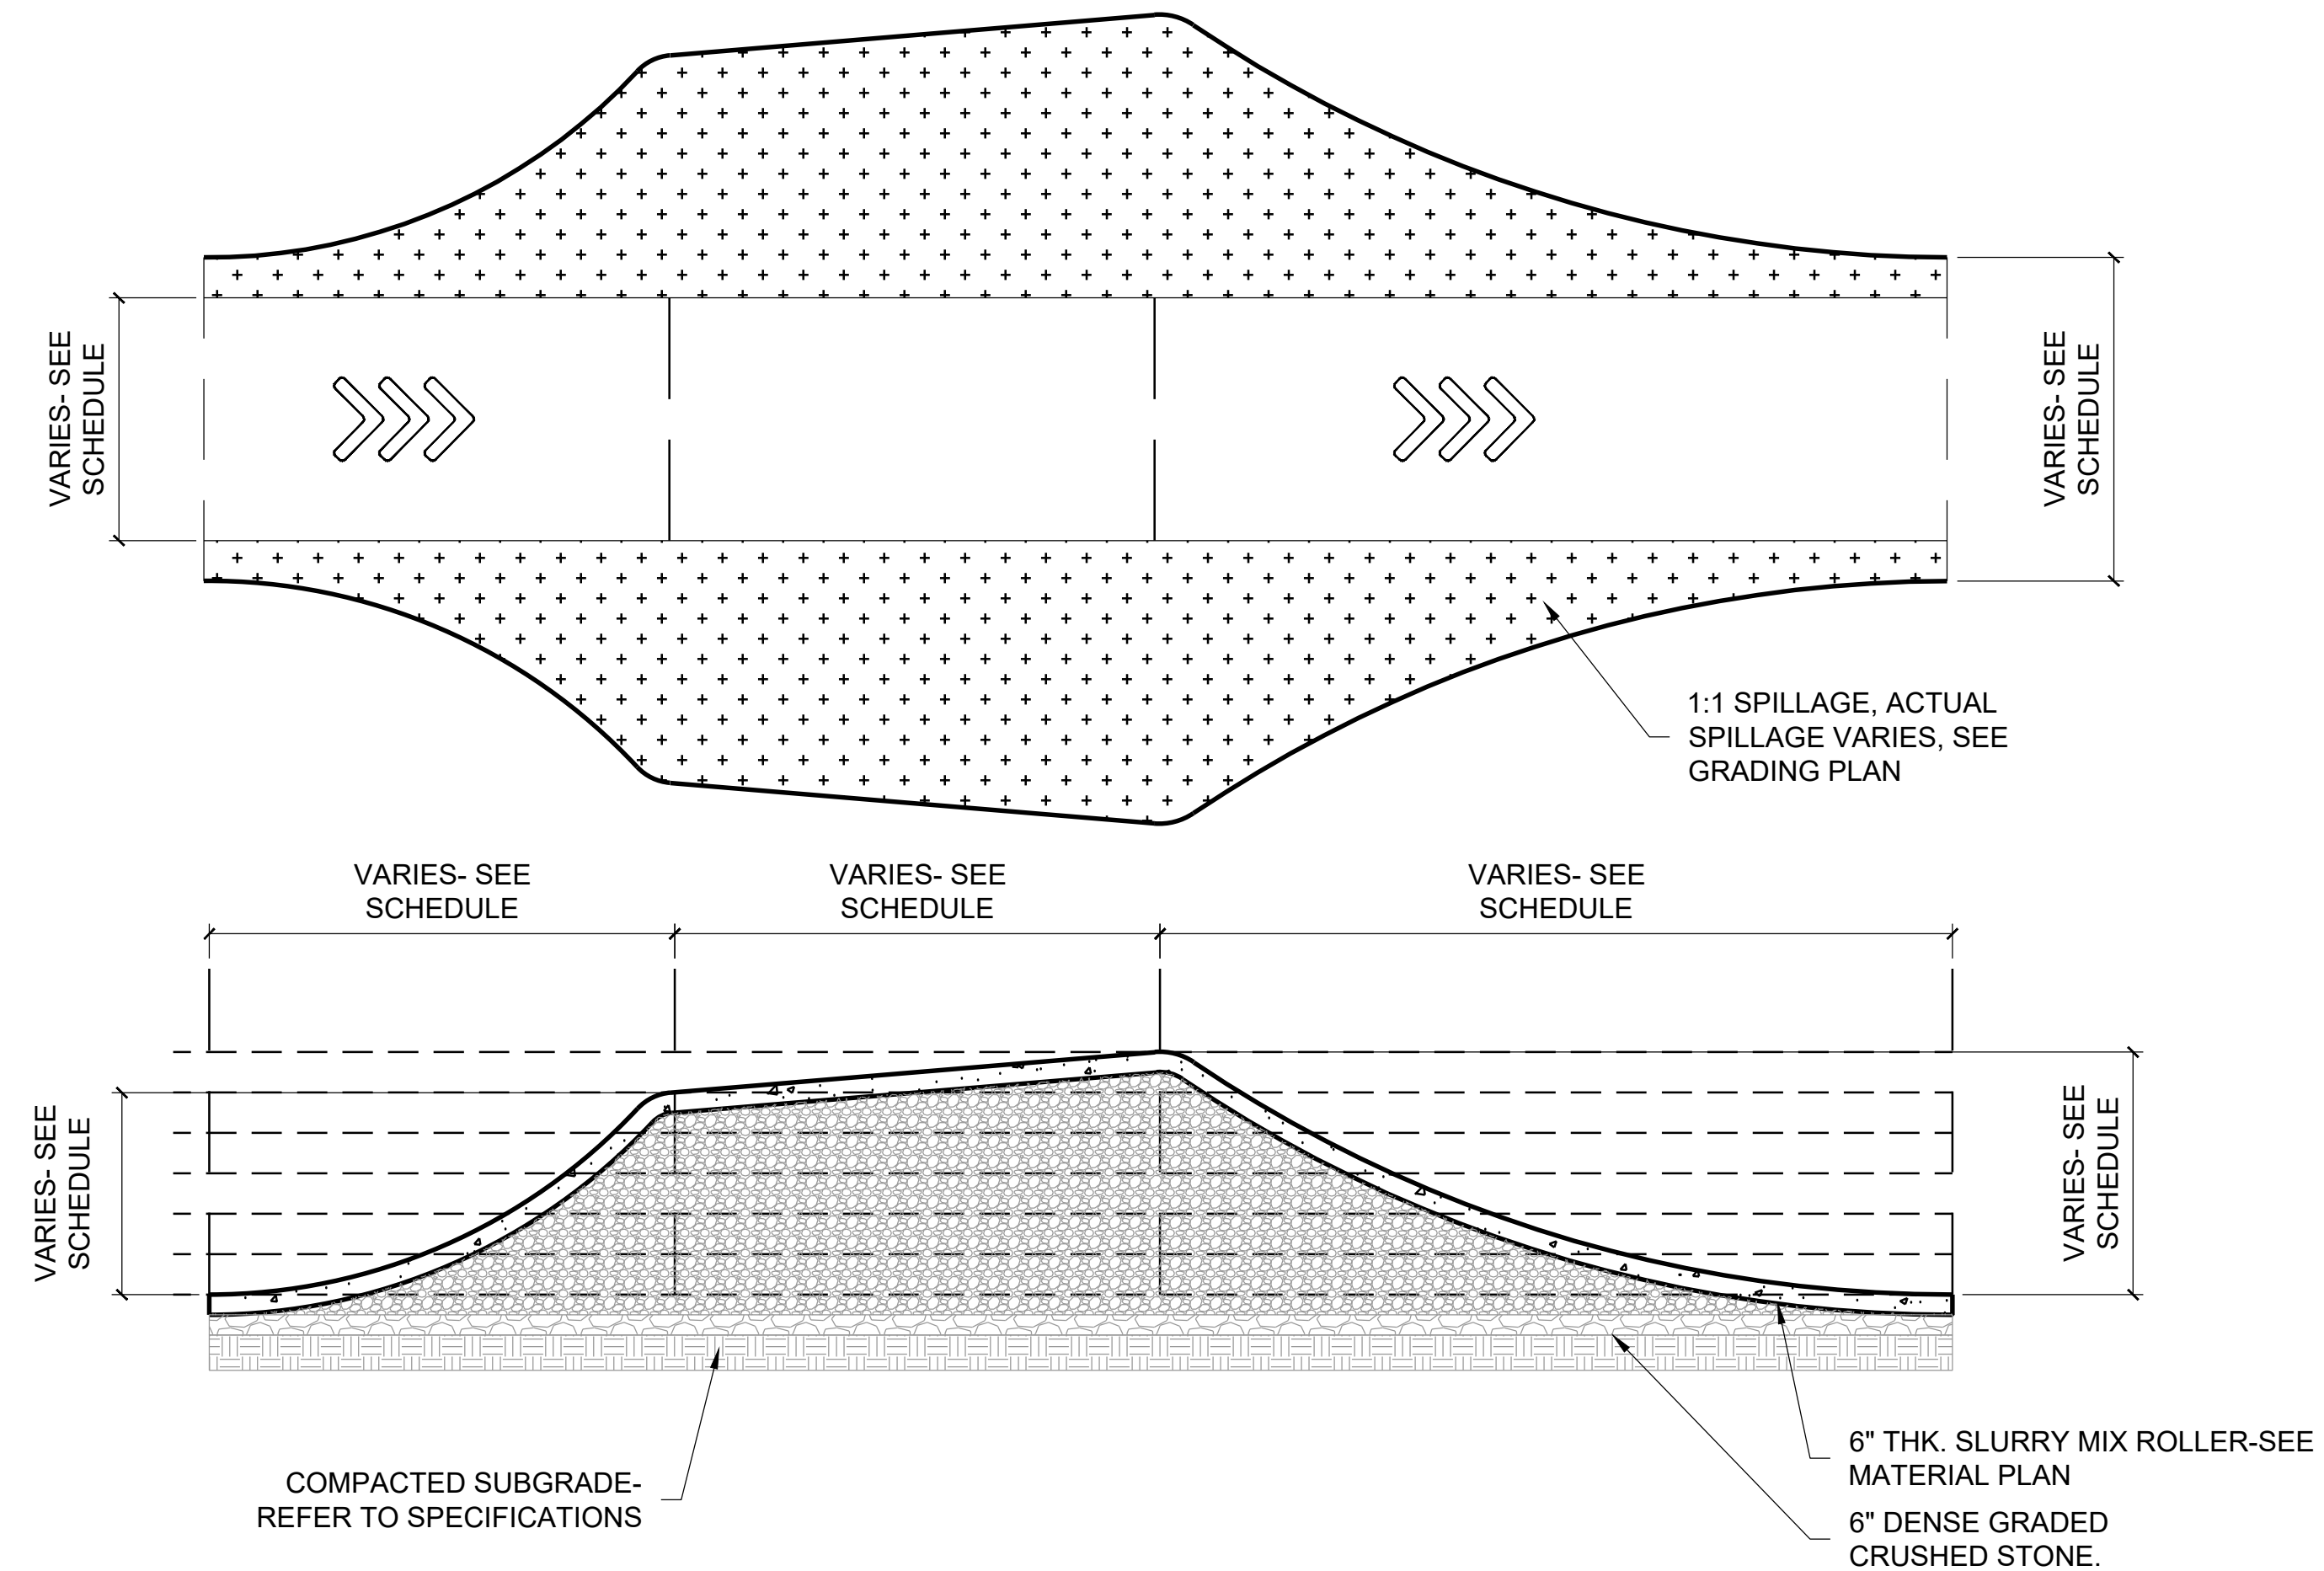 VARIES- SEE
SCHEDULE
VARIES- SEE
SCHEDULE
1:1 SPILLAGE, ACTUAL
SPILLAGE VARIES, SEE
GRADING PLAN
VARIES- SEE
SCHEDULE
VARIES- SEE
SCHEDULE
VARIES- SEE
SCHEDULE
VARIES- SEE
SCHEDULE
VARIES- SEE
SCHEDULE
COMPACTED SUBGRADE-
REFER TO SPECIFICATIONS
6" THK. SLURRY MIX ROLLER-SEE
MATERIAL PLAN
6" DENSE GRADED
CRUSHED STONE.